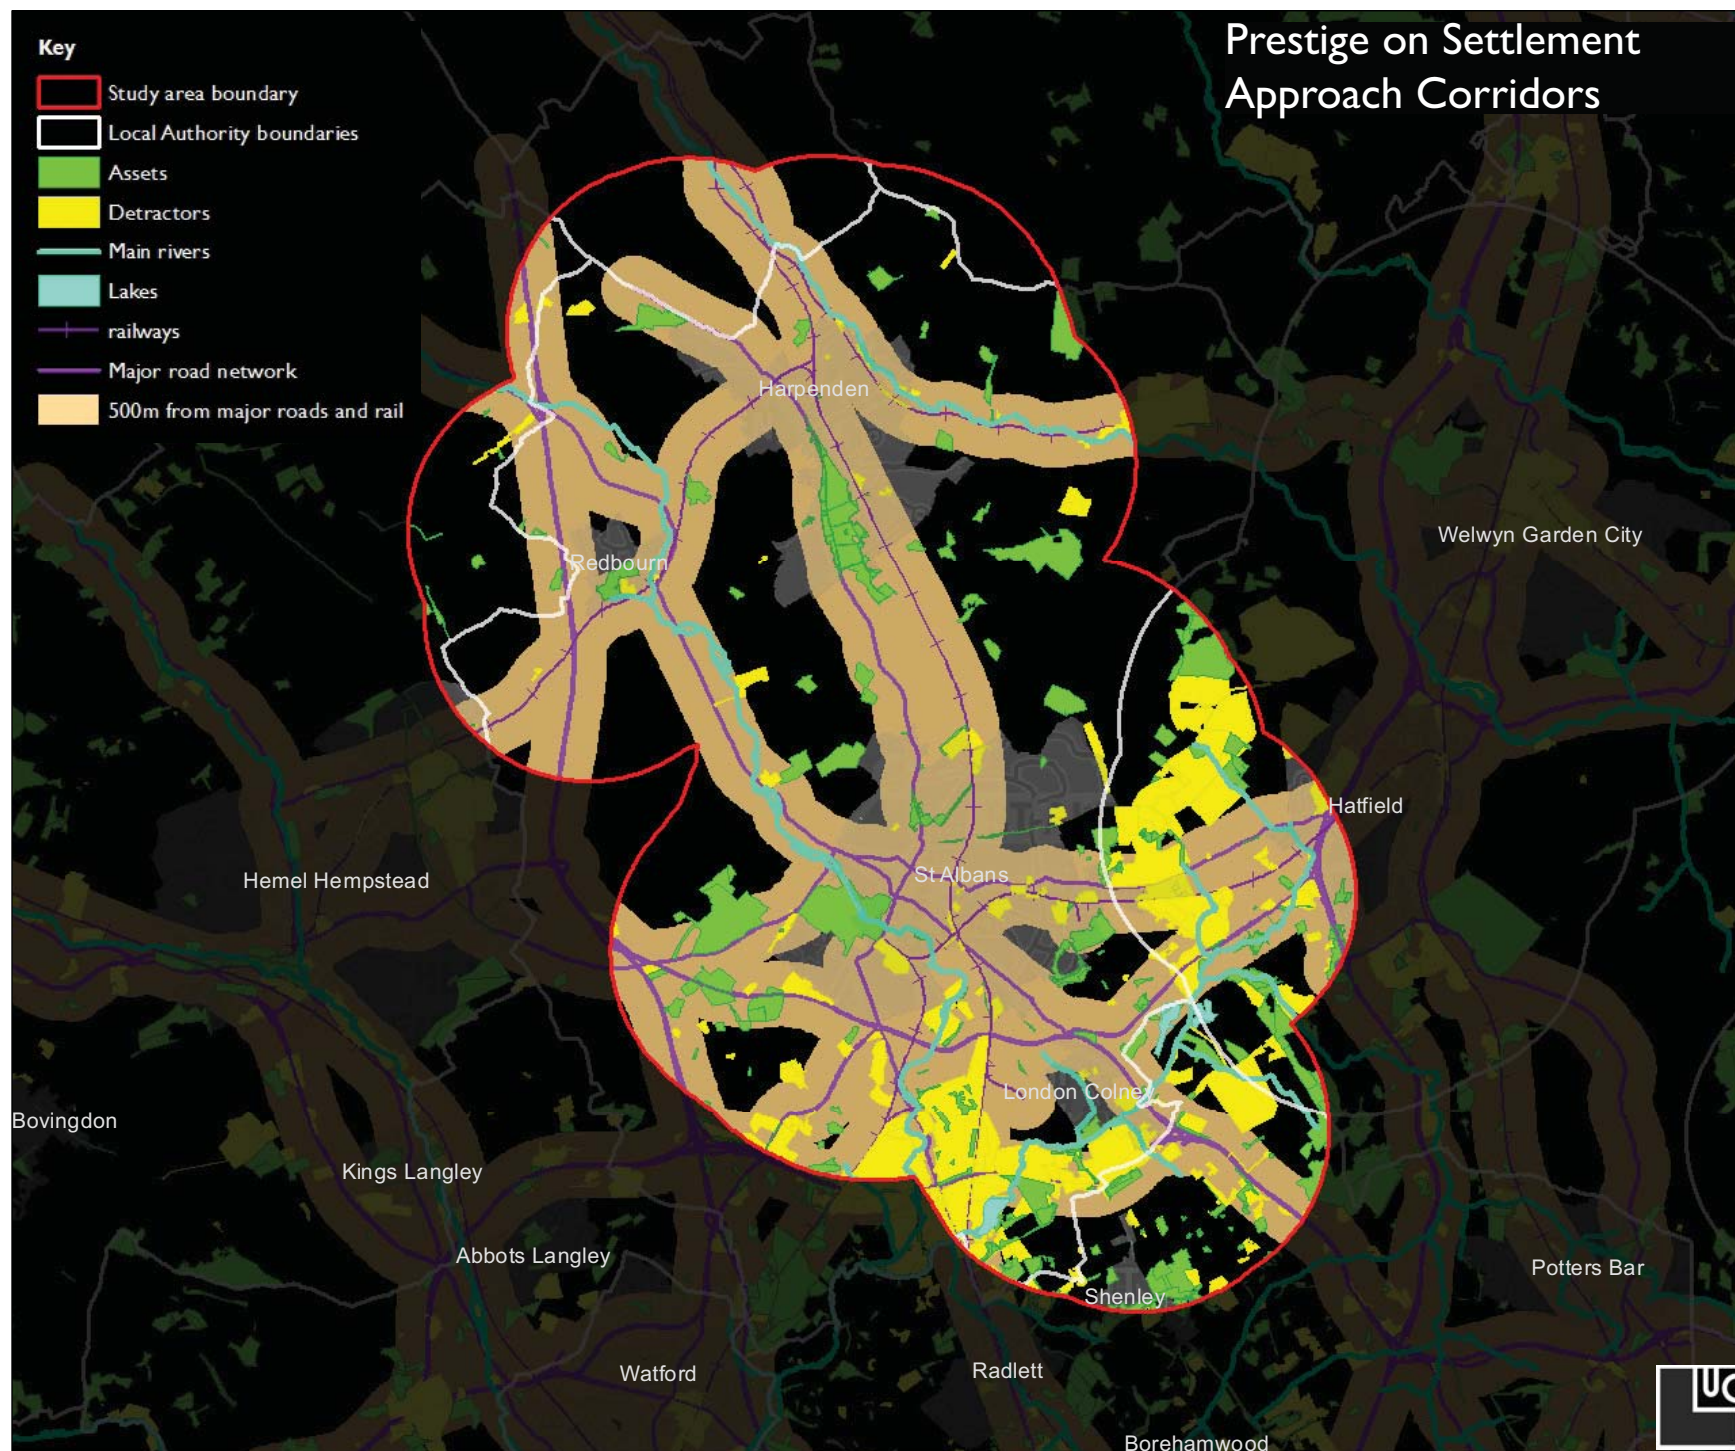 Prestige on Settlement
Approach Corridors
Key
Study area boundary
Local Authority boundaries
Assets
Detractors
Main rivers
Lakes
railways
Major road network
500m from major roads and rail
Harpenden
Welwyn Garden City
Redbourn
Hatfield
St Albans
Hemel Hempstead
London Colney
Bovingdon
Kings Langley
Abbots Langley
Potters Bar
Shenley
Watford
Radlett
Borehamwood